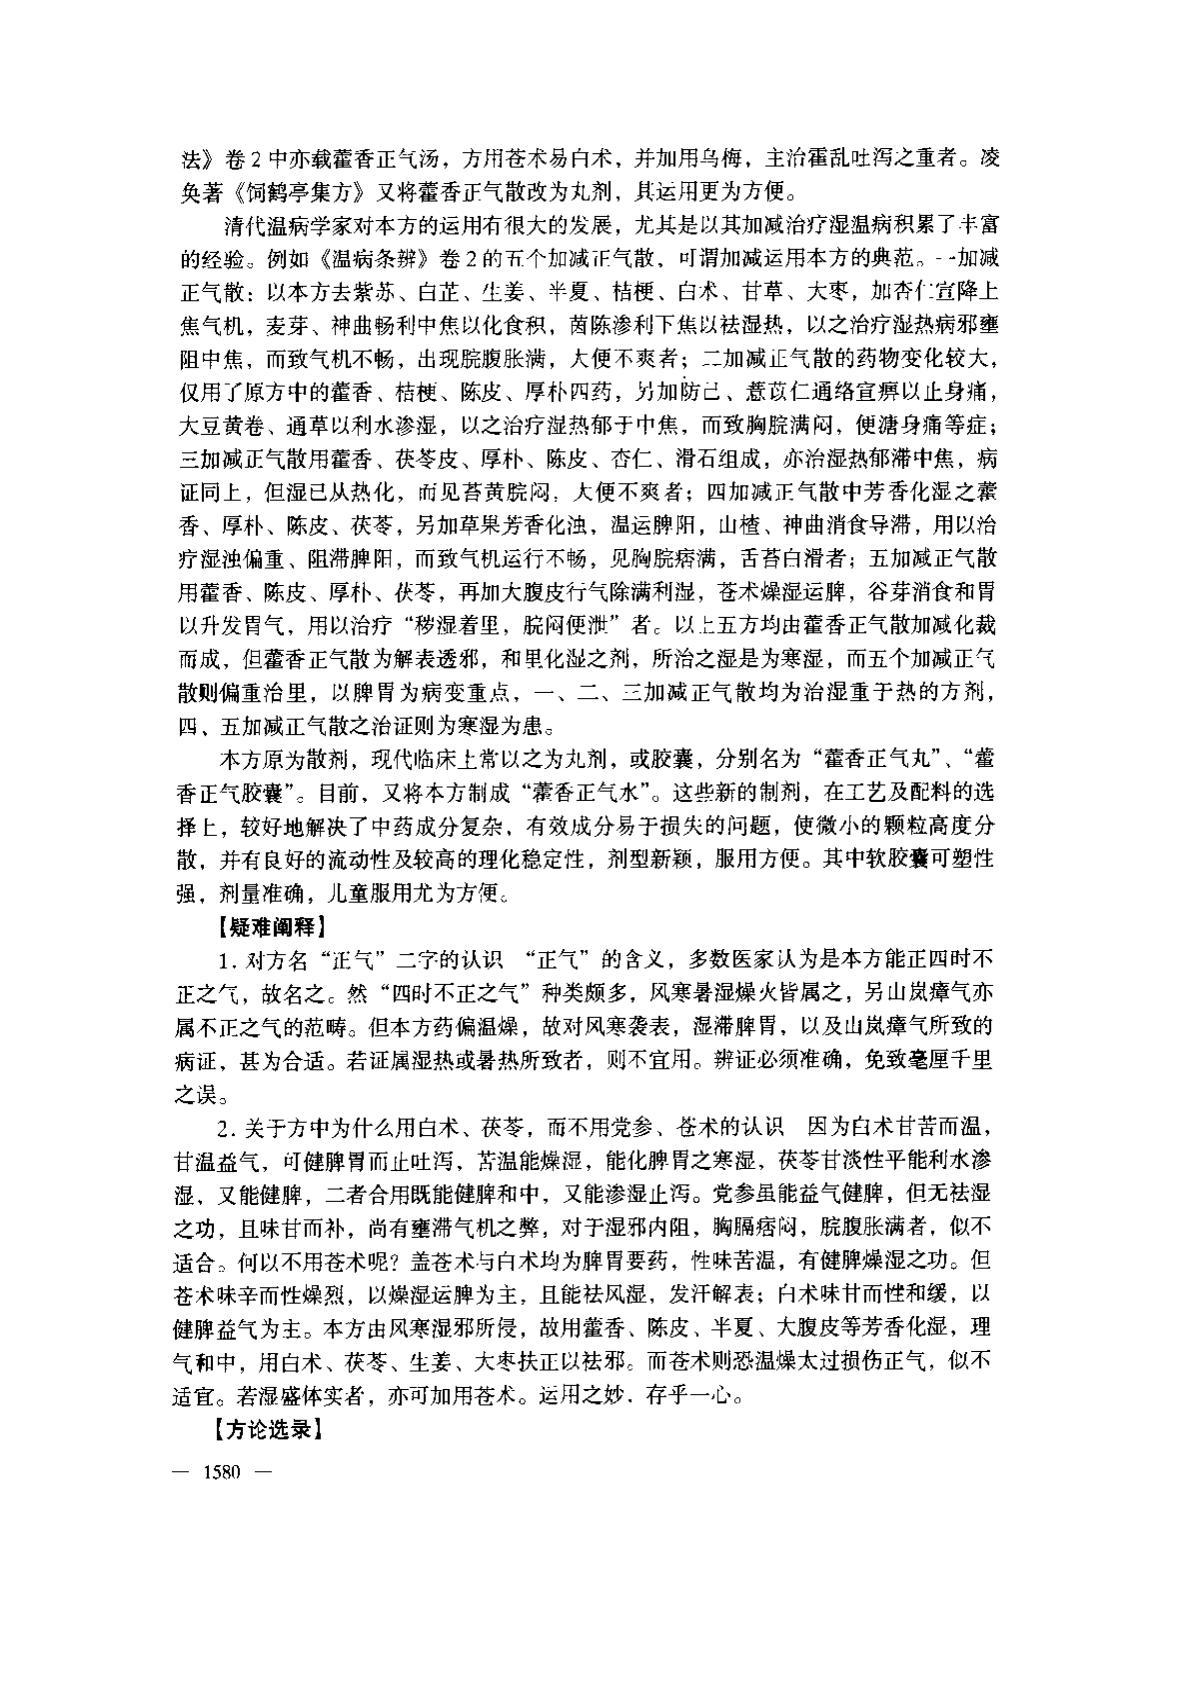 法》卷2中亦载藿香正气汤，方用苍术易白术，并加用乌梅，主治霍乱吐泻之重者。凌
奂著《饲鹤亭集方》又将藿香正气散改为丸剂，其运用更为方便。
清代温病学家对本方的运用有很大的发展，尤其是以其加减治疗湿温病积累了丰富
的经验。例如《温病条辨》卷2的五个加减正气散，可谓加减运用本方的典范。一加减
正气散：以本方去紫苏、白芷、生姜、半夏、桔梗、白术、甘草、大枣，加杏仁宣降上
焦气机，麦芽、神曲畅利中焦以化食积，茵陈渗利下焦以祛湿热，以之治疗湿热病邪壅
阻中焦，而致气机不畅，出现脘腹胀满，大便不爽者；二加减正气散的药物变化较大，
仅用了原方中的藿香、桔梗、陈皮、厚朴四药，另加防己、薏苡仁通络宣痹以止身痛，
大豆黄卷、通草以利水渗湿，以之治疗湿热郁于中焦，而致胸脘满闷，便溏身痛等症；
三加减正气散用藿香、茯苓皮、厚朴、陈皮、杏仁、滑石组成，亦治湿热郁滞中焦，病
证同上，但湿已从热化，而见苔黄脘闷，大便不爽者；四加减正气散中芳香化湿之藿
香、厚朴、陈皮、茯苓，另加草果芳香化浊，温运脾阳，山楂、神曲消食导滞，用以治
疗湿浊偏重、阻滞脾阳，而致气机运行不畅，见胸脘痞满，舌苔白滑者；五加减正气散
用藿香、陈皮、厚朴、茯苓，再加大腹皮行气除满利湿，苍术燥湿运脾，谷芽消食和胃
以升发胃气，用以治疗“秽湿着里，脘闷便泄”者。以上五方均由藿香正气散加减化裁
而成，但藿香正气散为解表透邪，和里化湿之剂，所治之湿是为寒湿，而五个加减正气
散则偏重治里，以脾胃为病变重点，一、二、三加减正气散均为治湿重于热的方剂，
四、五加减正气散之治证则为寒湿为患。
本方原为散剂，现代临床上常以之为丸剂，或胶囊，分别名为“藿香正气丸”、“藿
香正气胶囊”。目前，又将本方制成“藿香正气水”。这些新的制剂，在工艺及配料的选
择上，较好地解决了中药成分复杂，有效成分易于损失的问题，使微小的颗粒高度分
散，并有良好的流动性及较高的理化稳定性，剂型新颖，服用方便。其中软胶囊可塑性
强，剂量准确，儿童服用尤为方便。
【疑难阐释】
1. 对方名“正气”二字的认识　“正气”的含义，多数医家认为是本方能正四时不
正之气，故名之。然“四时不正之气”种类颇多，风寒暑湿燥火皆属之，另山岚瘴气亦
属不正之气的范畴。但本方药偏温燥，故对风寒袭表，湿滞脾胃，以及山岚瘴气所致的
病证，甚为合适。若证属湿热或暑热所致者，则不宜用。辨证必须准确，免致毫厘千里
之误。
2. 关于方中为什么用白术、茯苓，而不用党参、苍术的认识　因为白术甘苦而温，
甘温益气，可健脾胃而止吐泻，苦温能燥湿，能化脾胃之寒湿，茯苓甘淡性平能利水渗
湿，又能健脾，二者合用既能健脾和中，又能渗湿止泻。党参虽能益气健脾，但无祛湿
之功，且味甘而补，尚有壅滞气机之弊，对于湿邪内阻，胸膈痞闷，脘腹胀满者，似不
适合。何以不用苍术呢？盖苍术与白术均为脾胃要药，性味苦温，有健脾燥湿之功。但
苍术味辛而性燥烈，以燥湿运脾为主，且能祛风湿，发汗解表；白术味甘而性和缓，以
健脾益气为主。本方由风寒湿邪所侵，故用藿香、陈皮、半夏、大腹皮等芳香化湿，理
气和中，用白术、茯苓、生姜、大枣扶正以祛邪。而苍术则恐温燥太过损伤正气，似不
适宜。若湿盛体实者，亦可加用苍术。运用之妙，存乎一心。
【方论选录】
— 1580 —